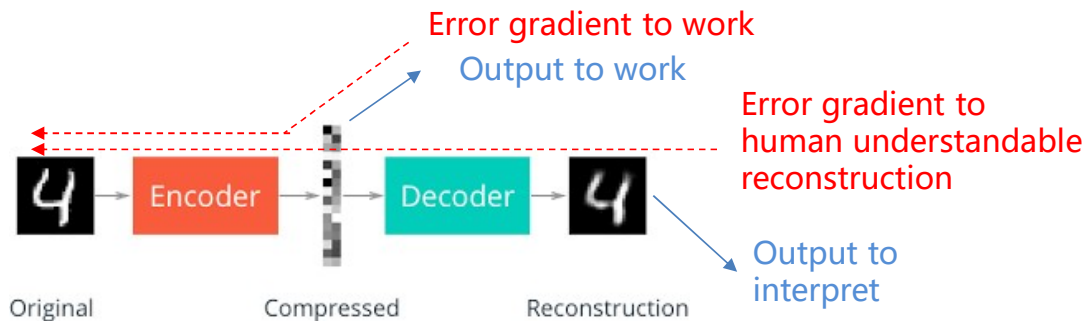 Error gradient to work
Output to work
Error gradient to
human understandable
reconstruction
Encoder
Decoder
Output to
interpret
Original
Compressed
Reconstruction